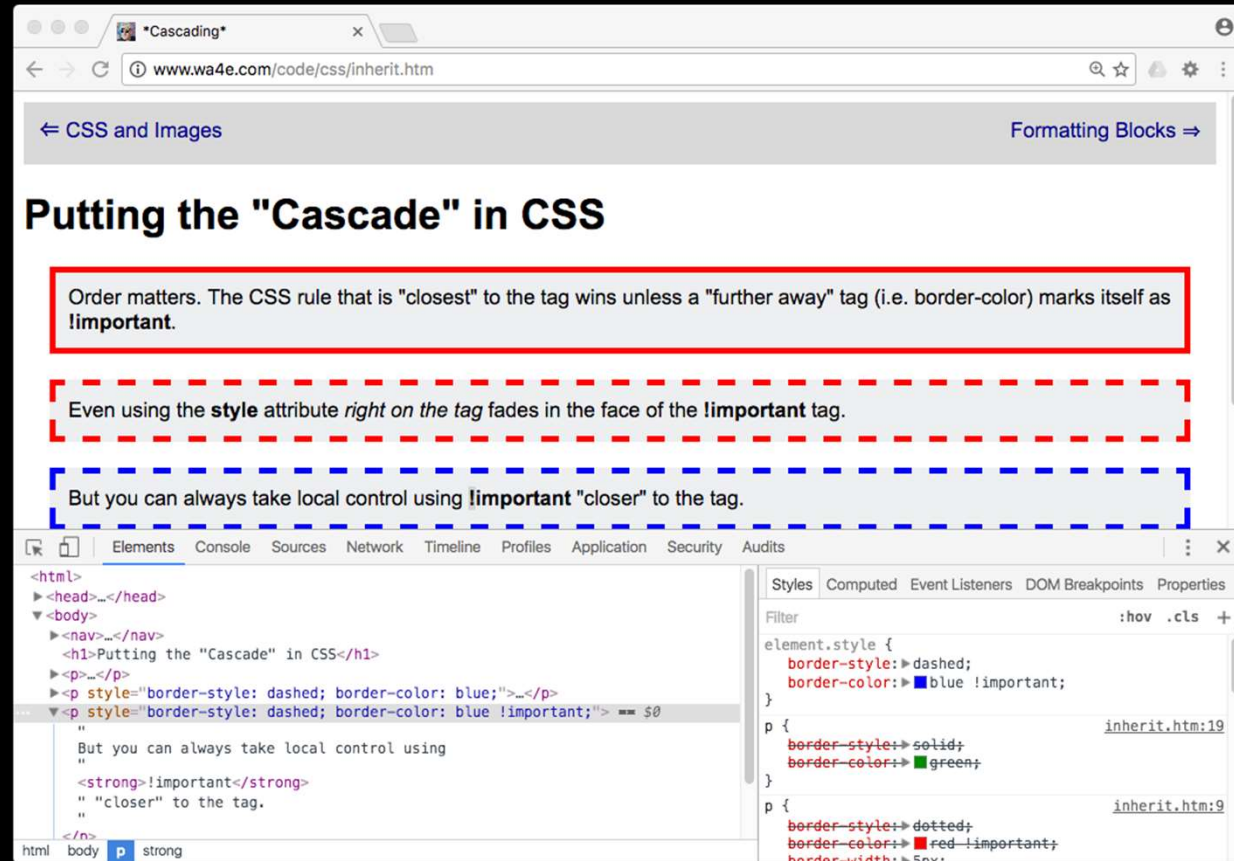 *Cascading*
www.wa4e.com/code/css/inherit.htm
⇐ CSS and Images
Formatting Blocks ⇒
Putting the "Cascade" in CSS
Order matters. The CSS rule that is "closest" to the tag wins unless a "further away" tag (i.e. border-color) marks itself as
!important.
Even using the style attribute right on the tag fades in the face of the !important tag.
But you can always take local control using !important "closer" to the tag.
Elements Console Sources Network Timeline Profiles Application Security Audits
<html>
<head>…</head>
<body>
<nav>…</nav>
<h1>Putting the "Cascade" in CSS</h1>
<p>…</p>
<p style="border-style: dashed; border-color: blue;">…</p>
<p style="border-style: dashed; border-color: blue !important;"> == $0
"
But you can always take local control using
"
<strong>!important</strong>
" "closer" to the tag.
"
</p>
html body p strong
Styles Computed Event Listeners DOM Breakpoints Properties
Filter :hov .cls +
element.style {
border-style: dashed;
border-color: blue !important;
}
p { inherit.htm:19
border-style: solid;
border-color: green;
}
p { inherit.htm:9
border-style: dotted;
border-color: red !important;
border-width: 5px;